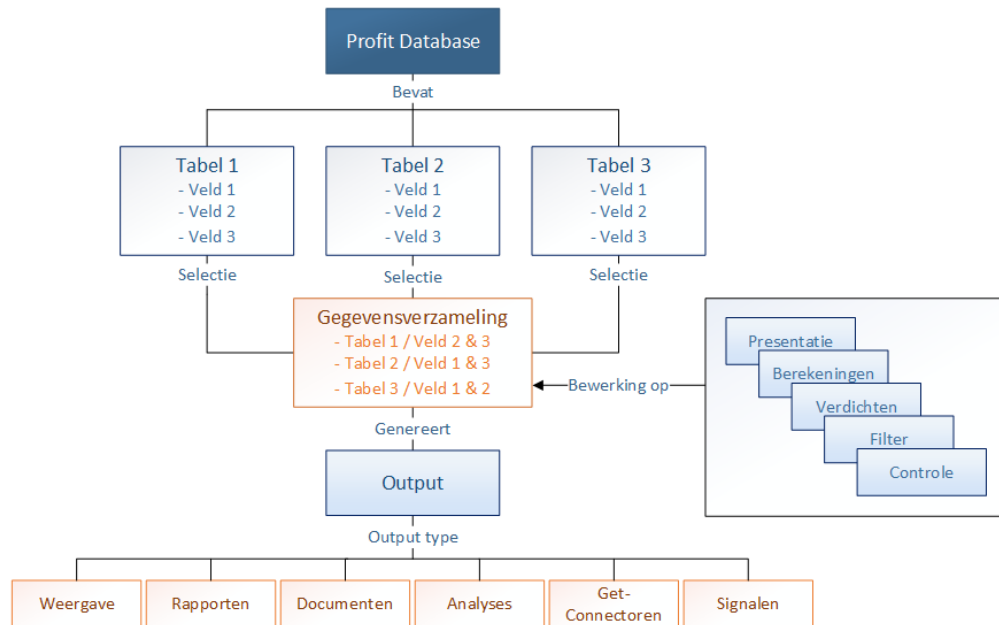 Profit Database
Bevat
Tabel 1
- Veld 1
- Veld 2
- Veld 3
Tabel 2
- Veld 1
- Veld 2
- Veld 3
Tabel 3
- Veld 1
- Veld 2
- Veld 3
Selectie
Selectie
Selectie
Gegevensverzameling
- Tabel 1 / Veld 2 & 3
- Tabel 2 / Veld 1 & 3
- Tabel 3 / Veld 1 & 2
Bewerking op
Presentatie
Berekeningen
Verdichten
Filter
Controle
Genereert
Output
Output type
Weergave
Rapporten
Documenten
Analyses
Get-
Connectoren
Signalen